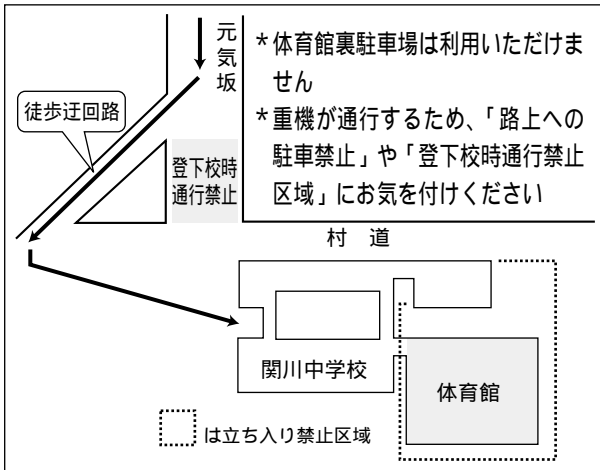 元気坂
＊体育館裏駐車場は利用いただけま
せん
＊重機が通行するため、「路上への
駐車禁止」や「登下校時通行禁止
区域」にお気を付けください
徒歩迂回路
登下校時
通行禁止
村道
関川中学校
体育館
は立ち入り禁止区域